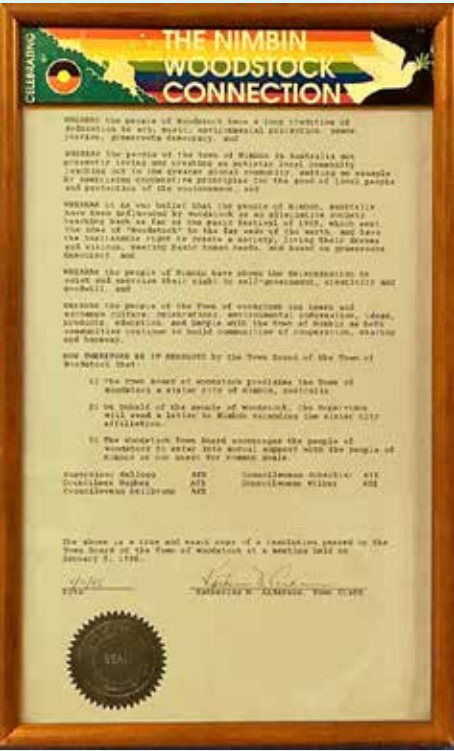 CELEBRATING
THE NIMBIN
WOODSTOCK
CONNECTION
WHEREAS the people of Woodstock have a long tradition of
dedication to art, music, environmental protection, peace
justice, grassroots democracy, and
WHEREAS the people of the town of Nimbin in Australia are
presently living and creating an activist local community
reaching out to the greater global community, setting an example
by exercising cooperative principles for the good of local people
and protection of the environment, and
WHEREAS it is our belief that the people of Nimbin, Australia
have been influenced by Woodstock as an alternative society
reaching back as far as the music festival of 1969, which sent
the idea of "Woodstock" to the far ends of the earth, and have
the inalienable right to create a society, living their dreams
and visions, meeting basic human needs, and based on grassroots
democracy, and
WHEREAS the people of Nimbin have shown the determination to
exist and exercise their right to self-government, creativity and
goodwill, and
WHEREAS the people of the Town of Woodstock can learn and
exchange culture, celebrations, environmental information, ideas,
products, education, and people with the town of Nimbin as both
communities continue to build communities of cooperation, sharing
and harmony.
NOW THEREFORE BE IT RESOLVED by the Town Board of the Town of
Woodstock that:
1) The Town Board of Woodstock proclaims the Town of
Woodstock a sister city of Nimbin, Australia
2) On behalf of the people of Woodstock, the Supervisor
will send a letter to Nimbin extending the sister city
affiliation.
3) The Woodstock Town Board encourages the people of
Woodstock to enter into mutual support with the people of
Nimbin in our quest for common goals.
Supervisor AYE Councilwoman AYE
Councilman Hughes AYE Councilwoman Wilber AYE
Councilwoman Heilbrunn AYE
The above is a true and exact copy of a resolution passed by the
Town Board of the Town of Woodstock at a meeting held on
January
Date Katherine Anderson, Town Clerk
SEAL